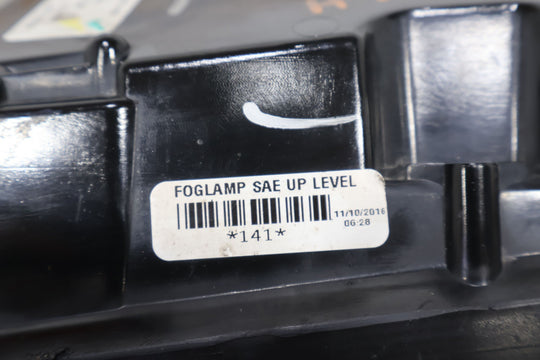 FOGLAMP SAE UP LEVEL
11/10/2016
06:28
*141*